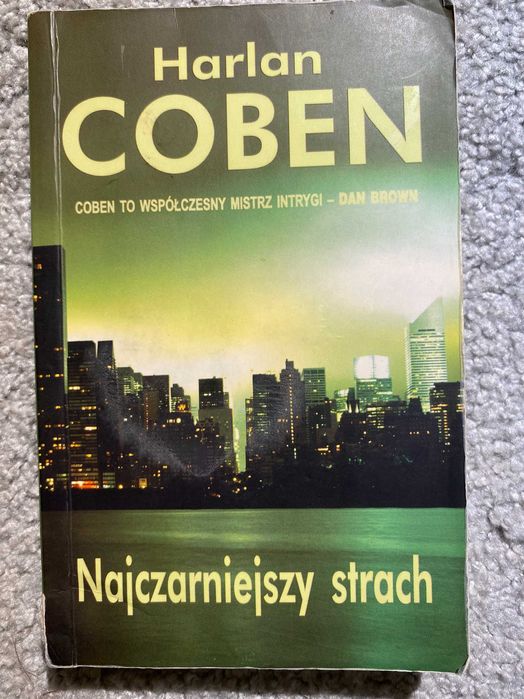 Harlan
COBEN
COBEN TO WSPÓŁCZESNY MISTRZ INTRYGI – DAN BROWN
Najczarniejszy strach